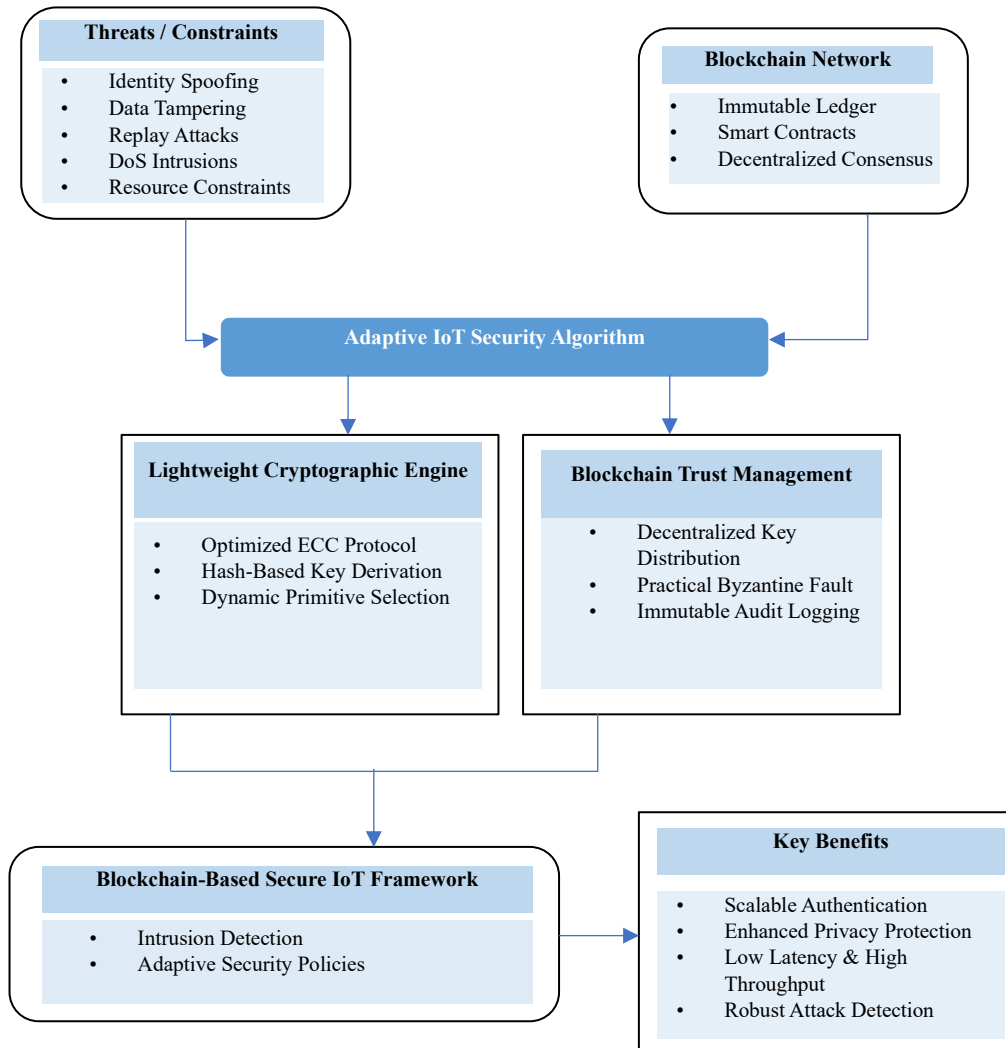 Threats / Constraints
• Identity Spoofing
• Data Tampering
• Replay Attacks
• DoS Intrusions
• Resource Constraints
Blockchain Network
• Immutable Ledger
• Smart Contracts
• Decentralized Consensus
Adaptive IoT Security Algorithm
Lightweight Cryptographic Engine
• Optimized ECC Protocol
• Hash-Based Key Derivation
• Dynamic Primitive Selection
Blockchain Trust Management
• Decentralized Key
Distribution
• Practical Byzantine Fault
• Immutable Audit Logging
Blockchain-Based Secure IoT Framework
• Intrusion Detection
• Adaptive Security Policies
Key Benefits
• Scalable Authentication
• Enhanced Privacy Protection
• Low Latency & High
Throughput
• Robust Attack Detection